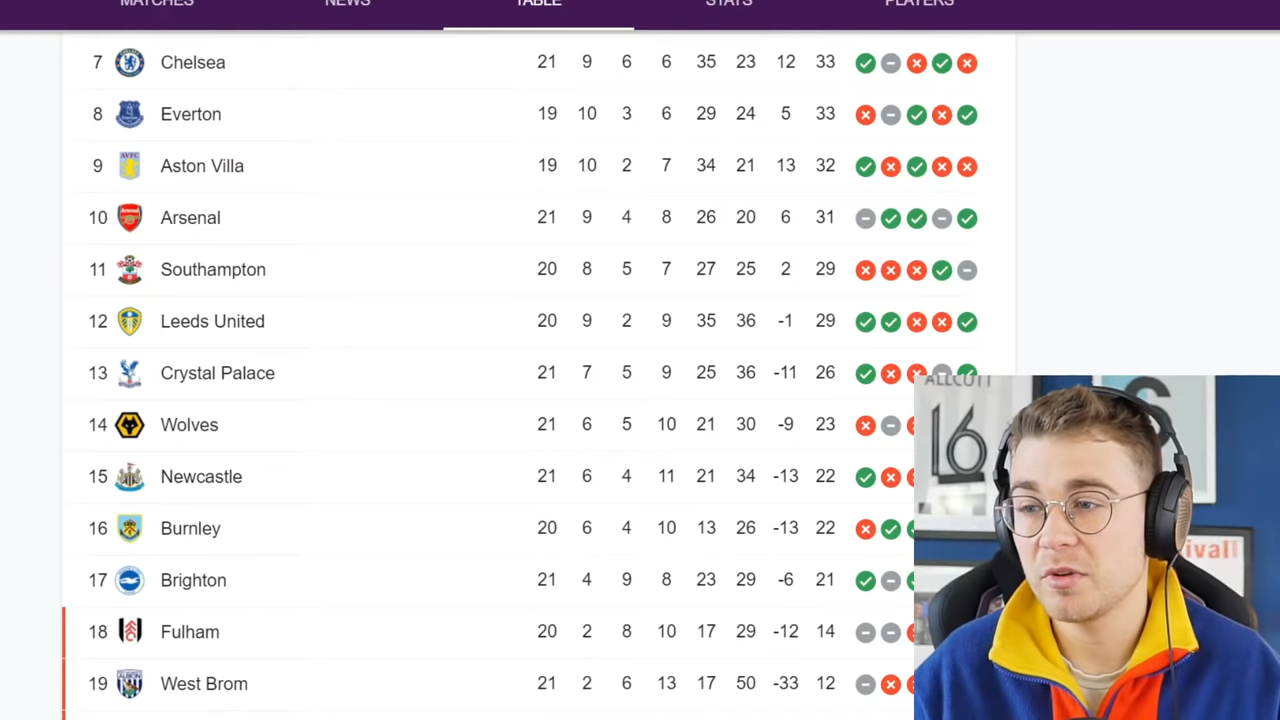 MATCHES NEWS TABLE STATS PLAYERS
7 Chelsea 21 9 6 6 35 23 12 33
8 Everton 19 10 3 6 29 24 5 33
9 Aston Villa 19 10 2 7 34 21 13 32
10 Arsenal 21 9 4 8 26 20 6 31
11 Southampton 20 8 5 7 27 25 2 29
12 Leeds United 20 9 2 9 35 36 -1 29
13 Crystal Palace 21 7 5 9 25 36 -11 26
14 Wolves 21 6 5 10 21 30 -9 23
15 Newcastle 21 6 4 11 21 34 -13 22
16 Burnley 20 6 4 10 13 26 -13 22
17 Brighton 21 4 9 8 23 29 -6 21
18 Fulham 20 2 8 10 17 29 -12 14
19 West Brom 21 2 6 13 17 50 -33 12
ALLCOTT
16